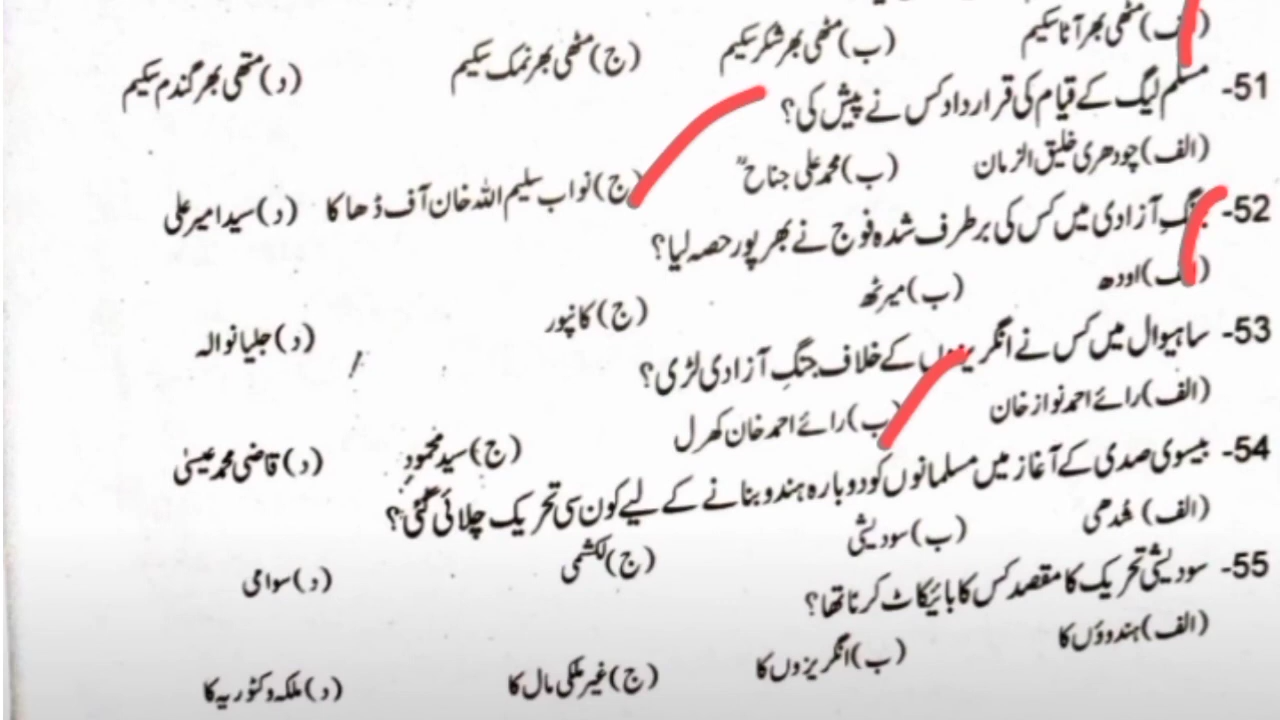 (الف) مٹھی بھر آٹا سکیم (ب) مٹھی بھر شکر سکیم (ج) مٹھی بھر نمک سکیم (د) مٹھی بھر گندم سکیم
51- مسلم لیگ کے قیام کی قرارداد کس نے پیش کی؟
(الف) چودھری خلیق الزمان (ب) محمد علی جناحؒ (ج) نواب سلیم اللہ خان آف ڈھاکا (د) سید امیر علی
52- جنگِ آزادی میں کس کی برطرف شدہ فوج نے بھرپور حصہ لیا؟
(الف) اودھ (ب) میرٹھ (ج) کانپور (د) جلیانوالہ
53- ساہیوال میں کس نے انگریزوں کے خلاف جنگِ آزادی لڑی؟
(الف) رائے احمد نواز خان (ب) رائے احمد خان کھرل (ج) سید محمود (د) قاضی محمد عیسیٰ
54- بیسوی صدی کے آغاز میں مسلمانوں کو دوبارہ ہندو بنانے کے لیے کون سی تحریک چلائی گئی؟
(الف) شدھی (ب) سودیشی (ج) لکشمی (د) سوامی
55- سودیشی تحریک کا مقصد کس کا بائیکاٹ کرنا تھا؟
(الف) ہندوؤں کا (ب) انگریزوں کا (ج) غیر ملکی مال کا (د) ملکہ وکٹوریہ کا